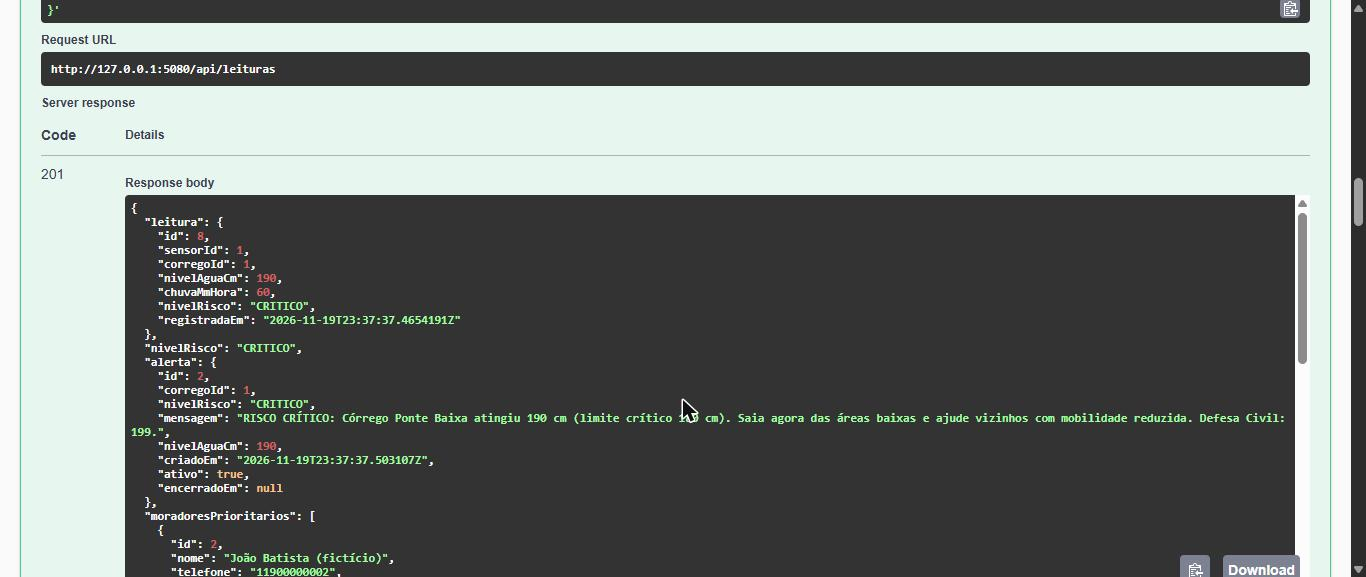 }'
Request URL
http://127.0.0.1:5080/api/leituras
Server response
Code Details
201
Response body
{
"leitura": {
"id": 8,
"sensorId": 1,
"corregoId": 1,
"nivelAguaCm": 190,
"chuvaMmHora": 60,
"nivelRisco": "CRITICO",
"registradaEm": "2026-11-19T23:37:37.4654191Z"
},
"nivelRisco": "CRITICO",
"alerta": {
"id": 2,
"corregoId": 1,
"nivelRisco": "CRITICO",
"mensagem": "RISCO CRÍTICO: Córrego Ponte Baixa atingiu 190 cm (limite crítico cm). Saia agora das áreas baixas e ajude vizinhos com mobilidade reduzida. Defesa Civil:
199.",
"nivelAguaCm": 190,
"criadoEm": "2026-11-19T23:37:37.503107Z",
"ativo": true,
"encerradoEm": null
},
"moradoresPrioritarios": [
{
"id": 2,
"nome": "João Batista (fictício)",
"telefone": "11900000002",
Download